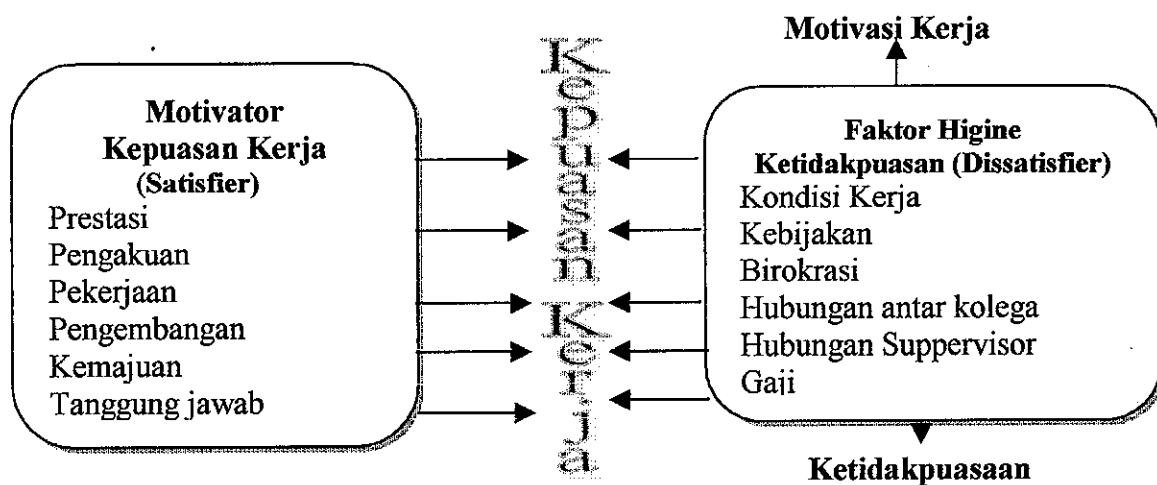 Motivasi Kerja
Motivator
Kepuasan Kerja
(Satisfier)
Prestasi
Pengakuan
Pekerjaan
Pengembangan
Kemajuan
Tanggung jawab
Kepuasan Kerja
Faktor Higine
Ketidakpuasan (Dissatisfier)
Kondisi Kerja
Kebijakan
Birokrasi
Hubungan antar kolega
Hubungan Suppervisor
Gaji
Ketidakpuasaan